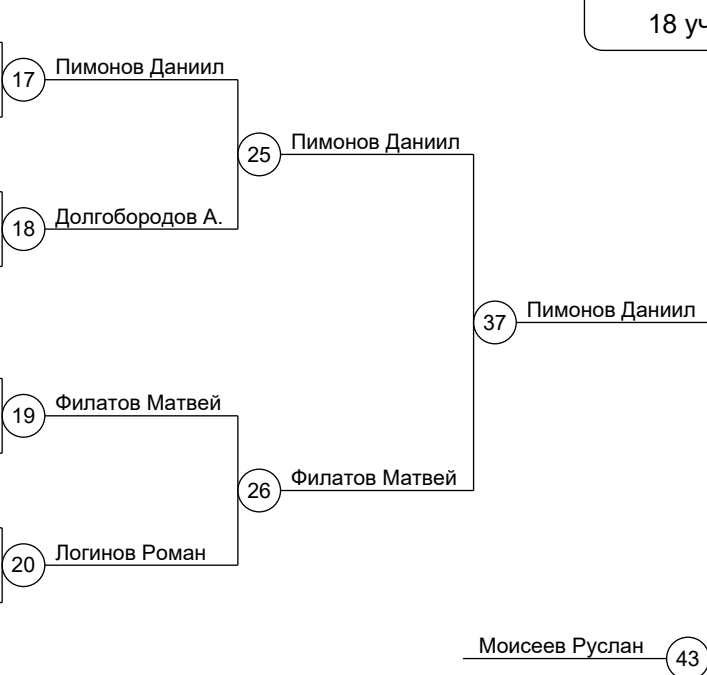 18 уч
17 Пимонов Даниил
25 Пимонов Даниил
18 Долгобородов А.
37 Пимонов Даниил
19 Филатов Матвей
26 Филатов Матвей
20 Логинов Роман
Моисеев Руслан 43